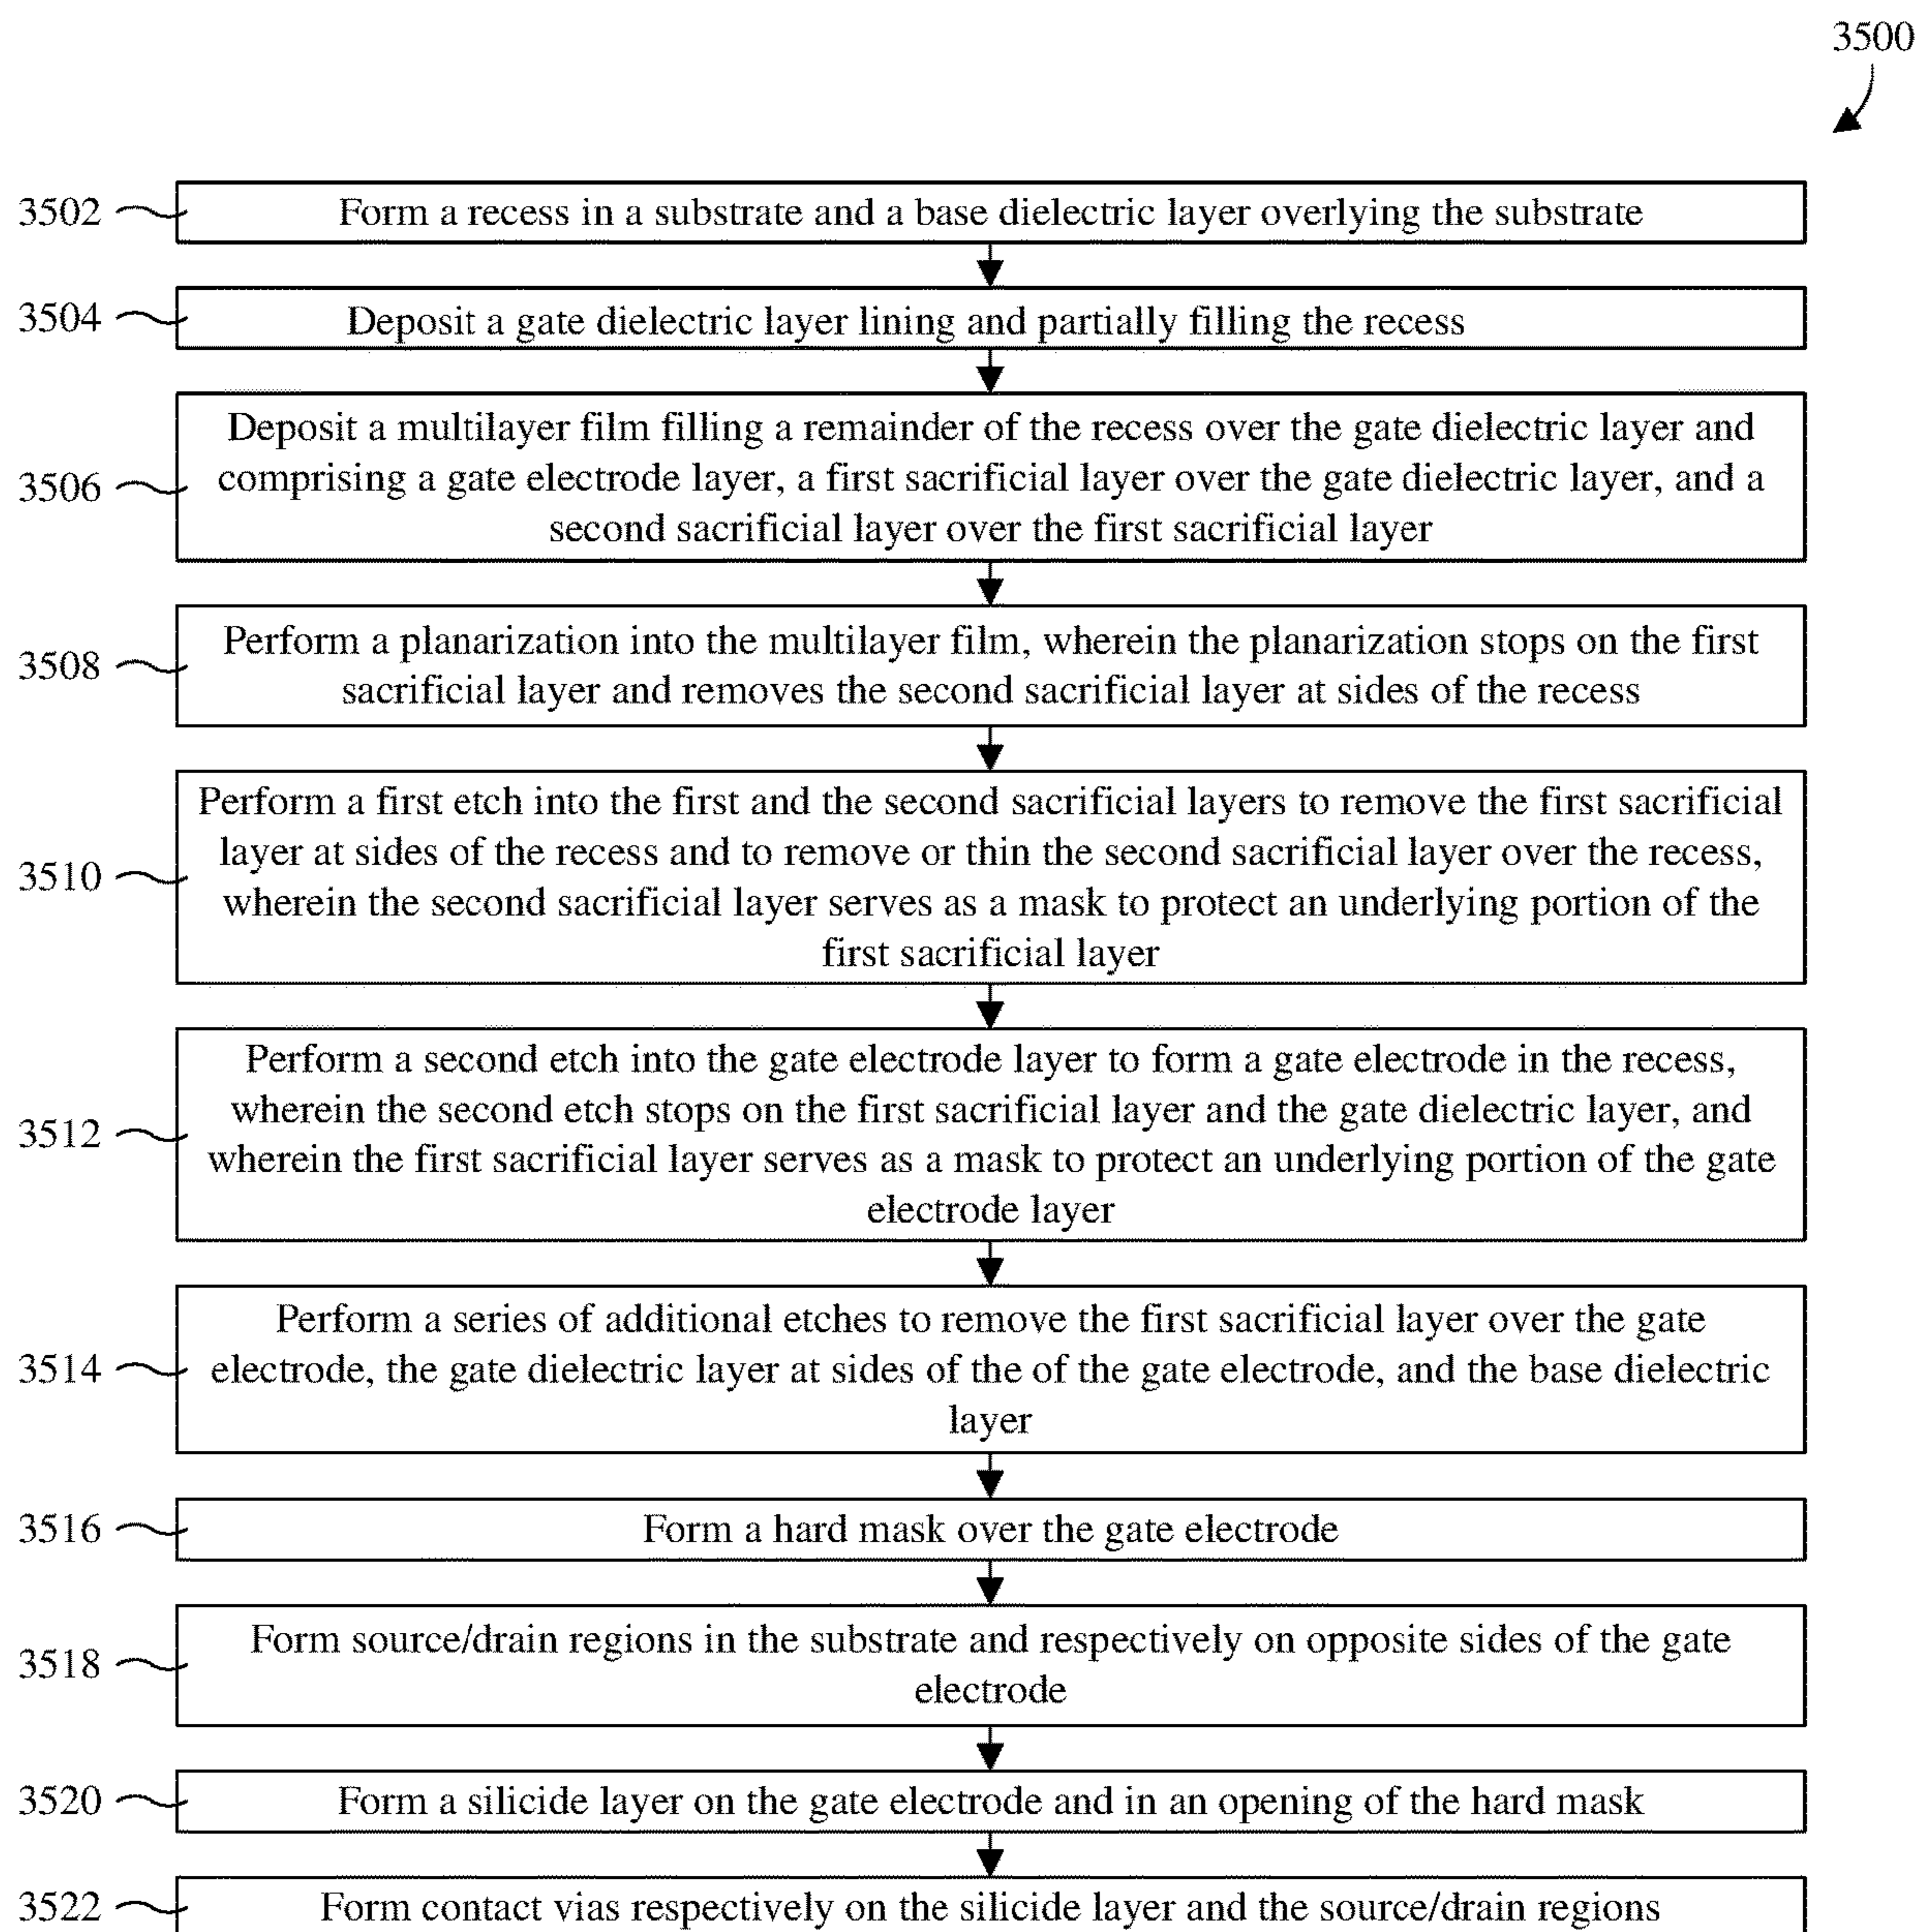 3500
3502 Form a recess in a substrate and a base dielectric layer overlying the substrate
3504 Deposit a gate dielectric layer lining and partially filling the recess
Deposit a multilayer film filling a remainder of the recess over the gate dielectric layer and
3506 comprising a gate electrode layer, a first sacrificial layer over the gate dielectric layer, and a
second sacrificial layer over the first sacrificial layer
3508 Perform a planarization into the multilayer film, wherein the planarization stops on the first
sacrificial layer and removes the second sacrificial layer at sides of the recess
Perform a first etch into the first and the second sacrificial layers to remove the first sacrificial
layer at sides of the recess and to remove or thin the second sacrificial layer over the recess,
3510 wherein the second sacrificial layer serves as a mask to protect an underlying portion of the
first sacrificial layer
Perform a second etch into the gate electrode layer to form a gate electrode in the recess,
wherein the second etch stops on the first sacrificial layer and the gate dielectric layer, and
3512 wherein the first sacrificial layer serves as a mask to protect an underlying portion of the gate
electrode layer
Perform a series of additional etches to remove the first sacrificial layer over the gate
3514 electrode, the gate dielectric layer at sides of the of the gate electrode, and the base dielectric
layer
3516 Form a hard mask over the gate electrode
3518 Form source/drain regions in the substrate and respectively on opposite sides of the gate
electrode
3520 Form a silicide layer on the gate electrode and in an opening of the hard mask
3522 Form contact vias respectively on the silicide layer and the source/drain regions